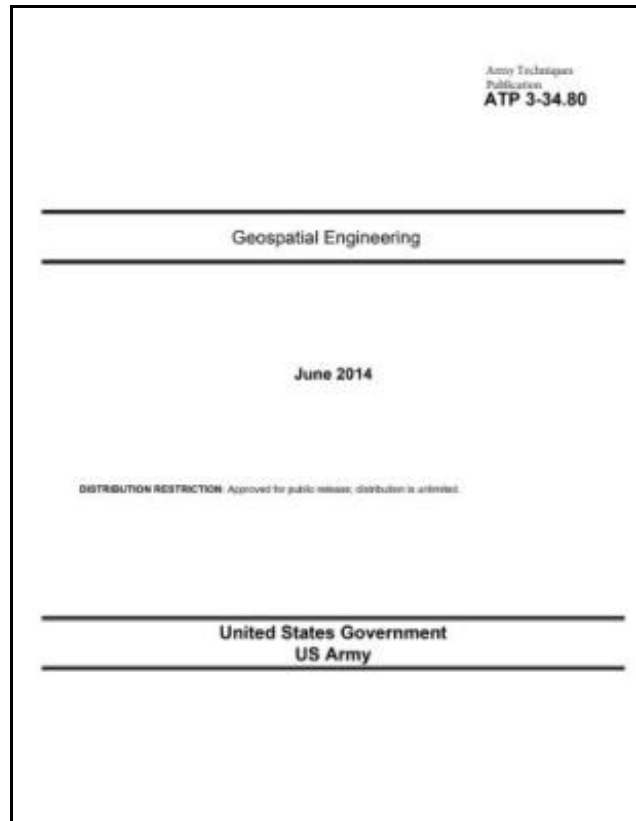 Army Techniques
Publication
ATP 3-34.80
Geospatial Engineering
June 2014
DISTRIBUTION RESTRICTION: Approved for public release; distribution is unlimited.
United States Government
US Army